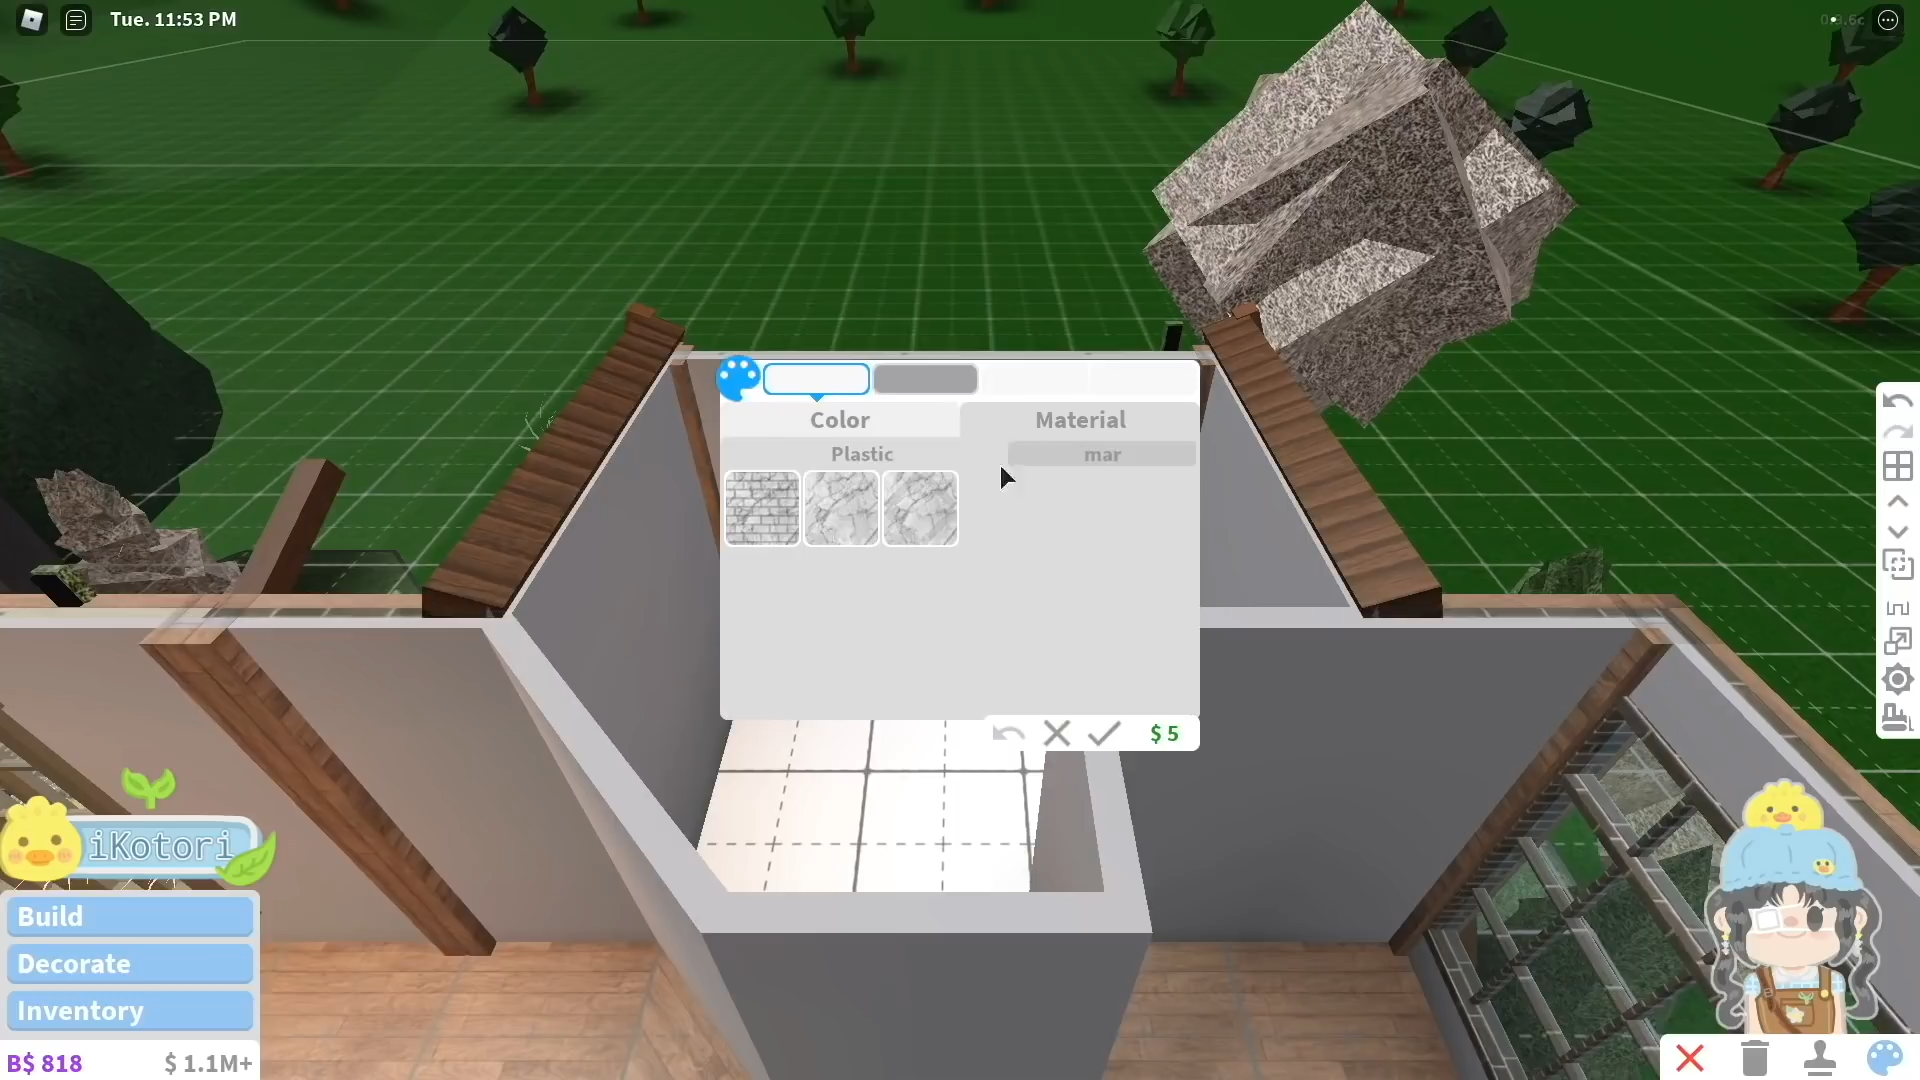 Tue. 11:53 PM
Color
Material
Plastic
mar
$ 5
iKotori
Build
Decorate
Inventory
B$ 818
$ 1.1M+